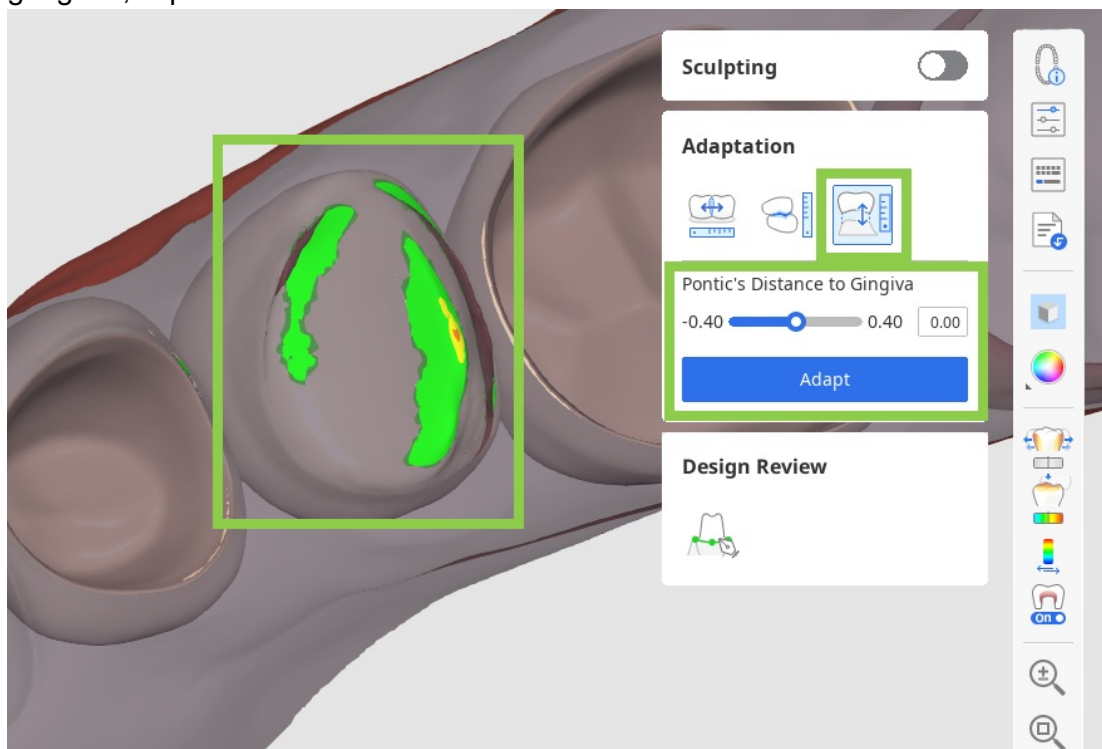 Sculpting
Adaptation
Pontic's Distance to Gingiva
-0.40 0.40 0.00
Adapt
Design Review
On